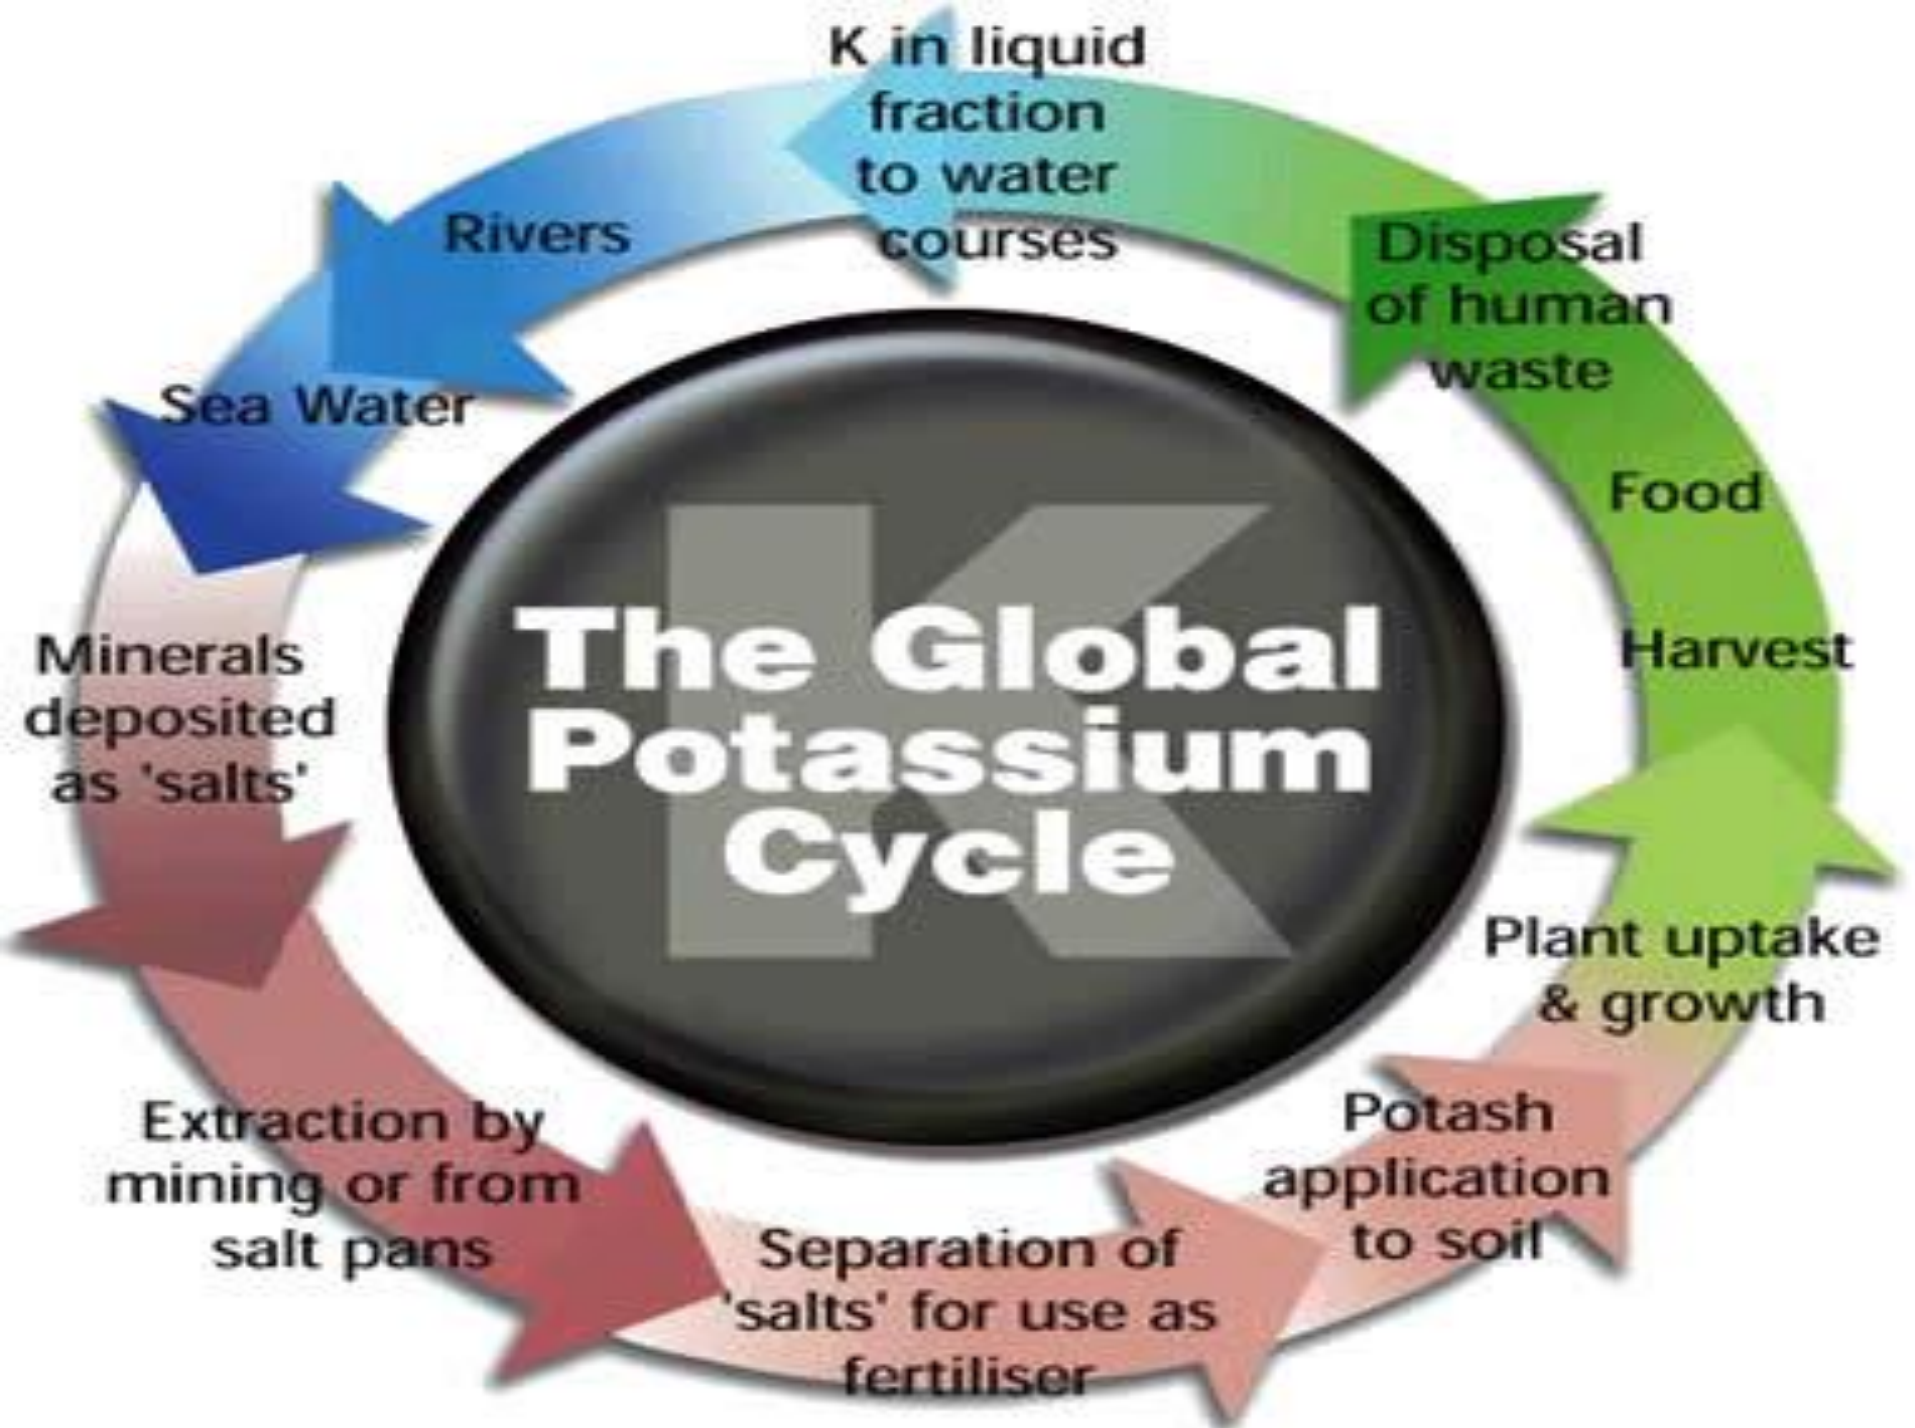 K in liquid
fraction
to water
courses
Rivers
Disposal
of human
waste
Sea Water
Food
K
The Global
Potassium
Cycle
Harvest
Minerals
deposited
as 'salts'
Plant uptake
& growth
Extraction by
mining or from
salt pans
Potash
application
to soil
Separation of
'salts' for use as
fertiliser